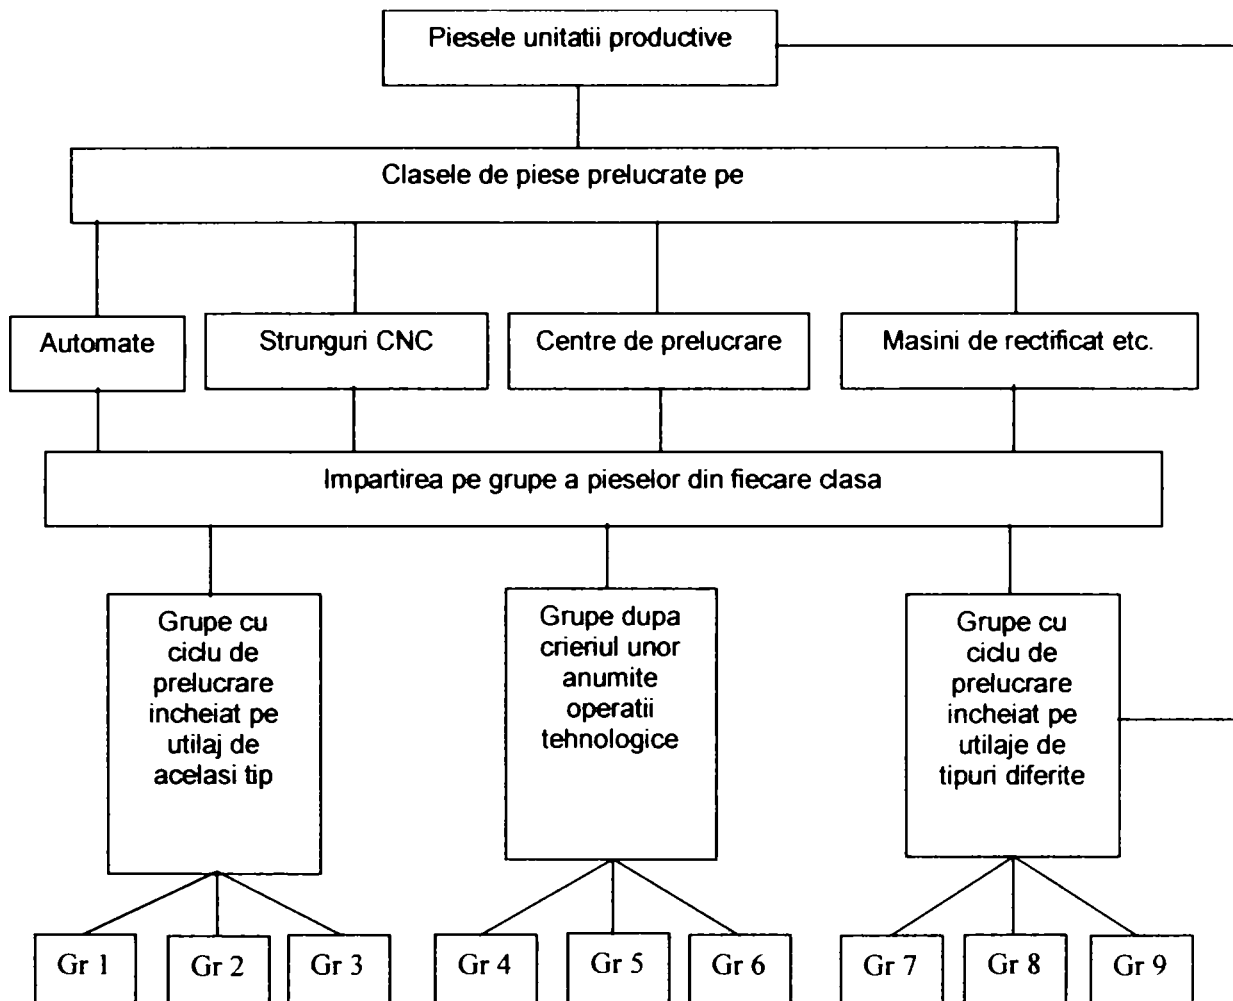 Piesele unitatii productive
Clasele de piese prelucrate pe
Automate
Strunguri CNC
Centre de prelucrare
Masini de rectificat etc.
Impartirea pe grupe a pieselor din fiecare clasa
Grupe cu
ciclu de
prelucrare
incheiat pe
utilaj de
acelasi tip
Grupe dupa
crieriul unor
anumite
operatii
tehnologice
Grupe cu
ciclu de
prelucrare
incheiat pe
utilaje de
tipuri diferite
Gr 1
Gr 2
Gr 3
Gr 4
Gr 5
Gr 6
Gr 7
Gr 8
Gr 9